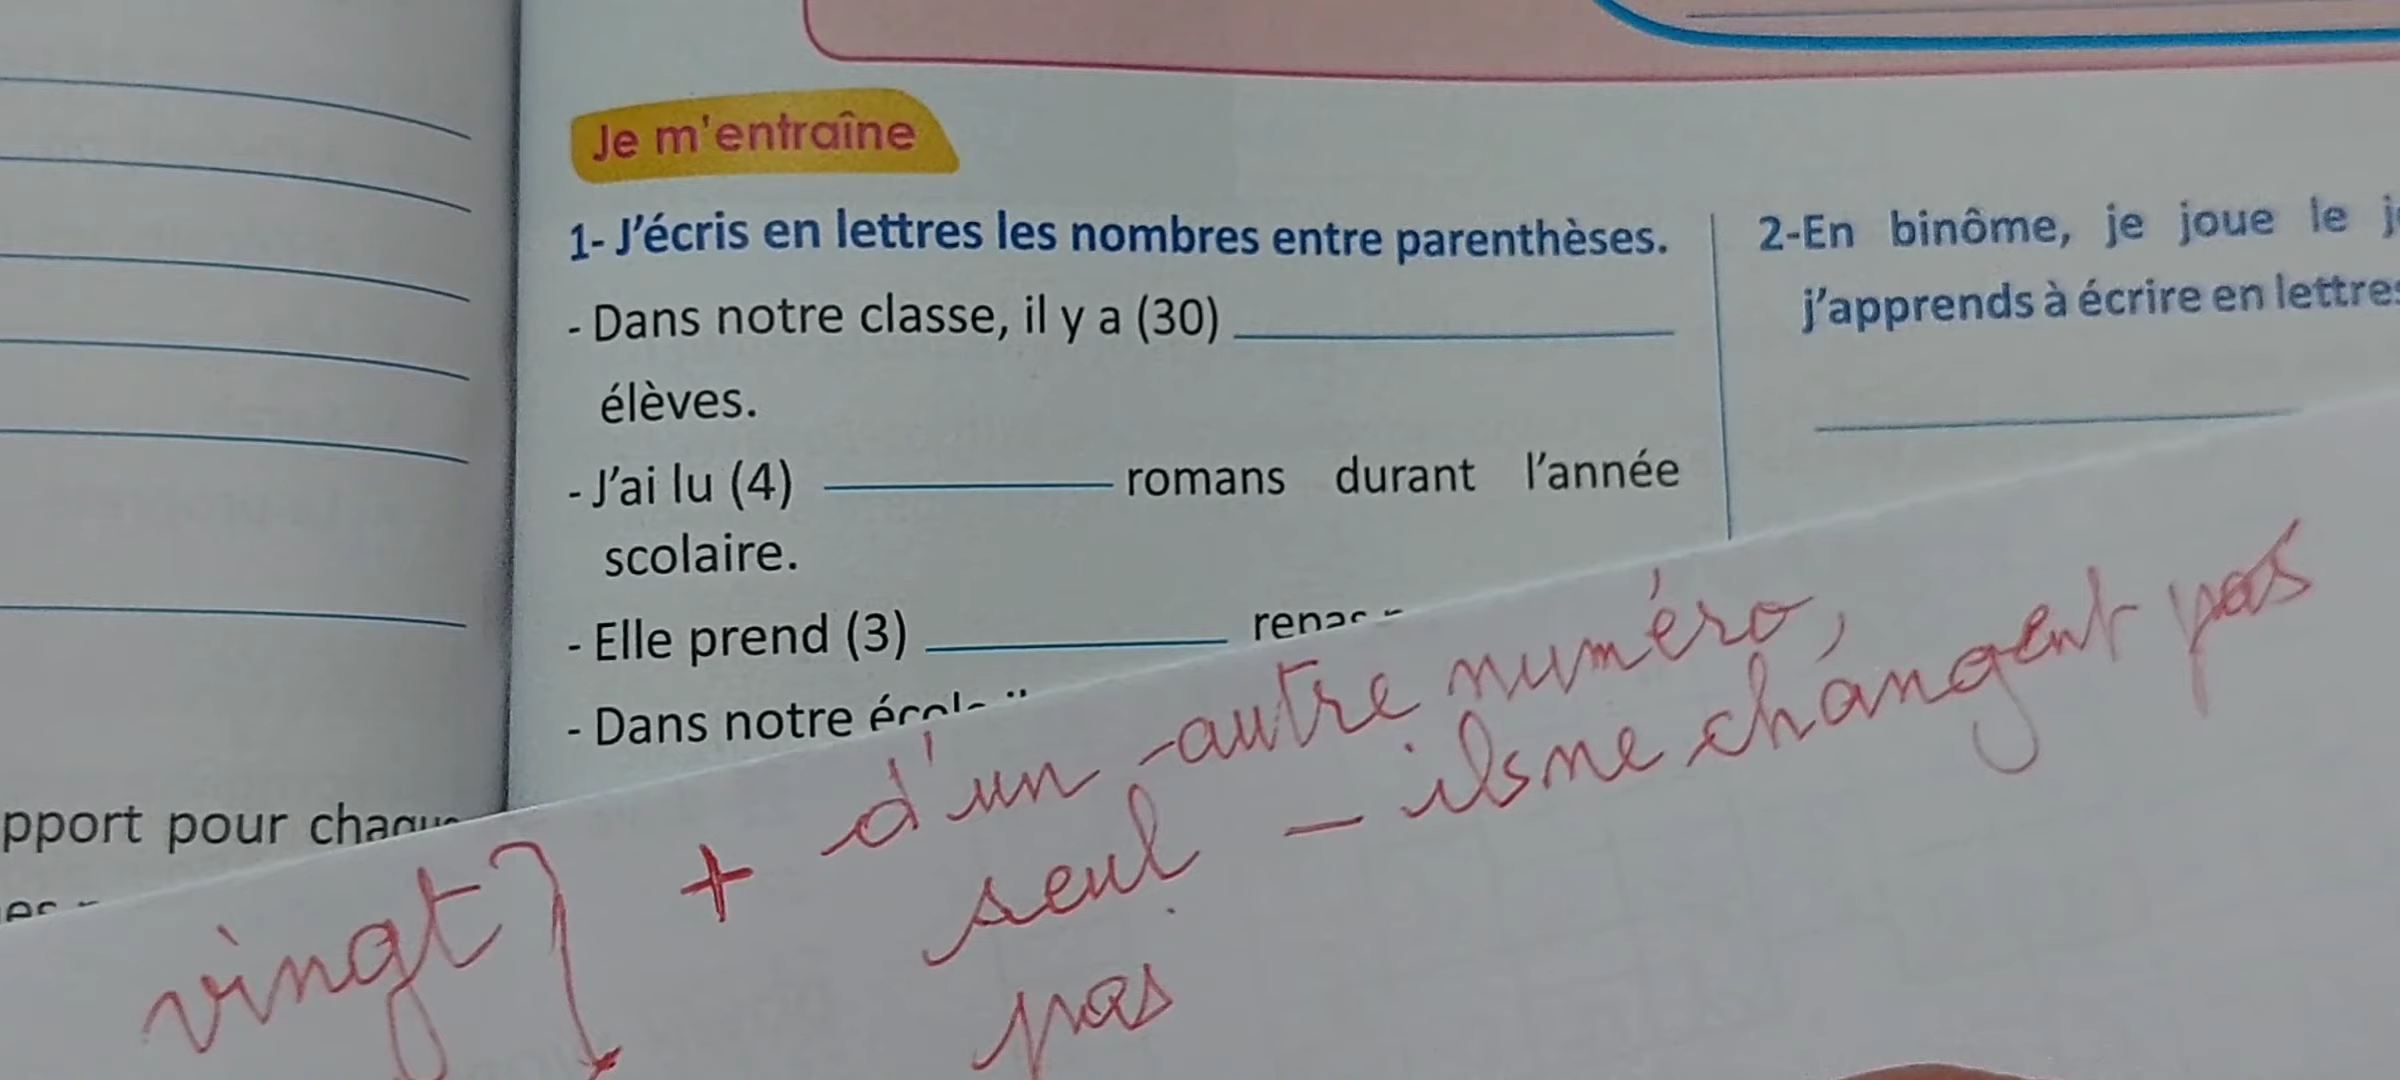 Je m'entraîne
1- J'écris en lettres les nombres entre parenthèses.
- Dans notre classe, il y a (30)
élèves.
- J'ai lu (4) romans durant l'année
scolaire.
- Elle prend (3)
- Dans notre
2-En binôme, je joue le
j'apprends à écrire en lettres
pport pour
vingt + d'un autre numéro,
seul - ils ne changent pas
pas